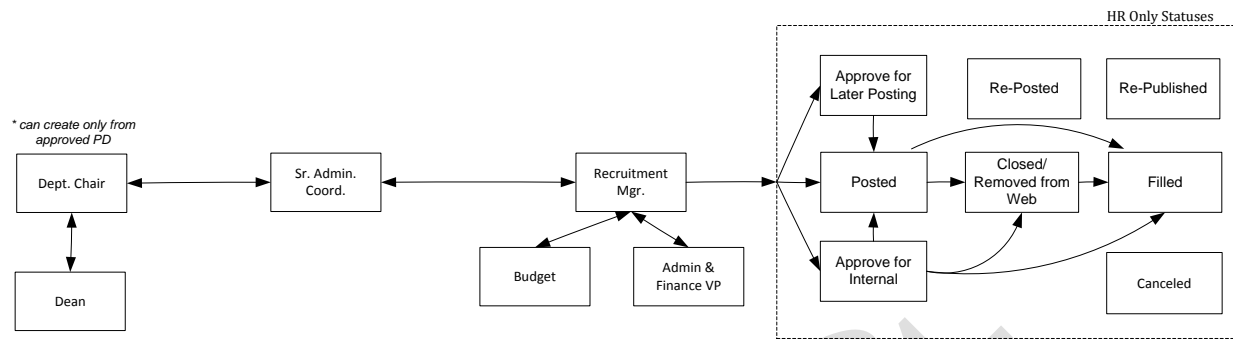 HR Only Statuses
Approve for
Later Posting
Re-Posted
Re-Published
* can create only from
approved PD
Dept. Chair
Sr. Admin.
Coord.
Recruitment
Mgr.
Posted
Closed/
Removed from
Web
Filled
Budget
Admin &
Finance VP
Approve for
Internal
Canceled
Dean